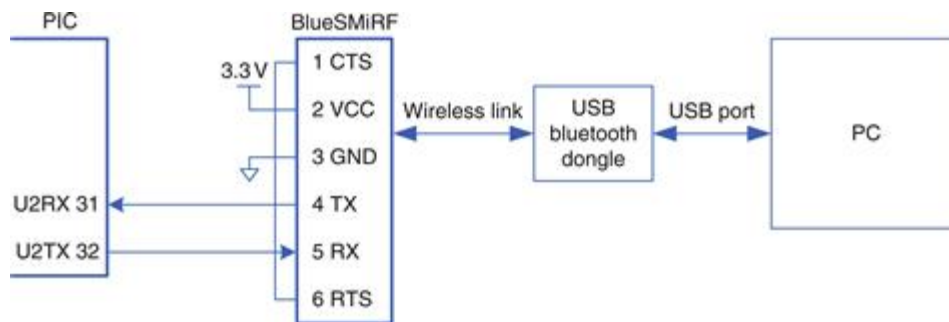 PIC
BlueSMiRF
1 CTS
3.3 V
2 VCC
Wireless link
USB
bluetooth
dongle
USB port
PC
3 GND
U2RX 31
4 TX
U2TX 32
5 RX
6 RTS